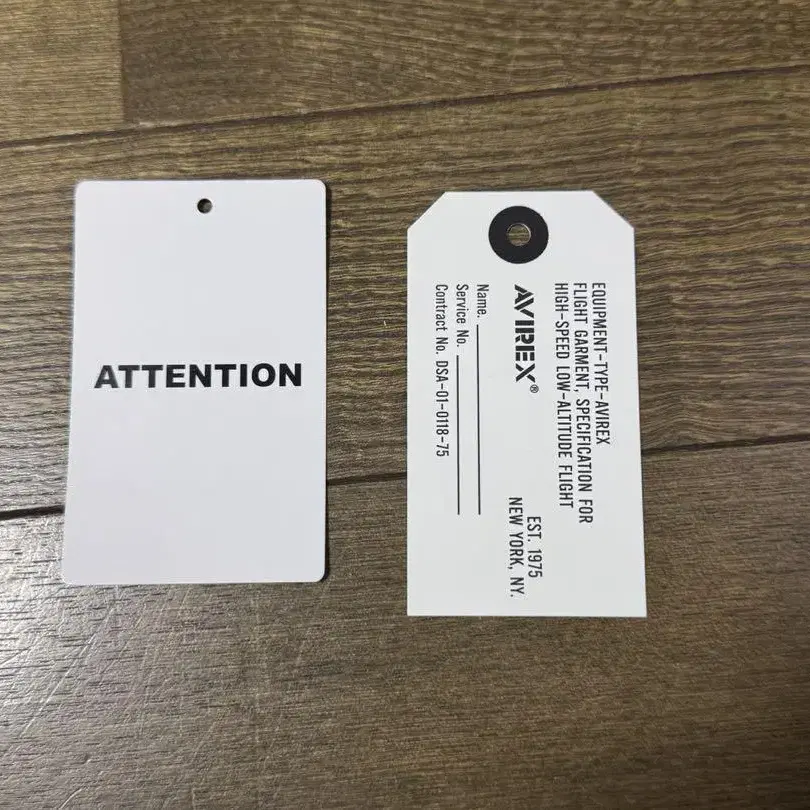 ATTENTION
EQUIPMENT-TYPE-AVIREX
FLIGHT GARMENT, SPECIFICATION FOR
HIGH-SPEED LOW-ALTITUDE FLIGHT
AVIREX®
EST. 1975
NEW YORK, NY.
Name.
Service No.
Contract No. DSA-01-0118-75